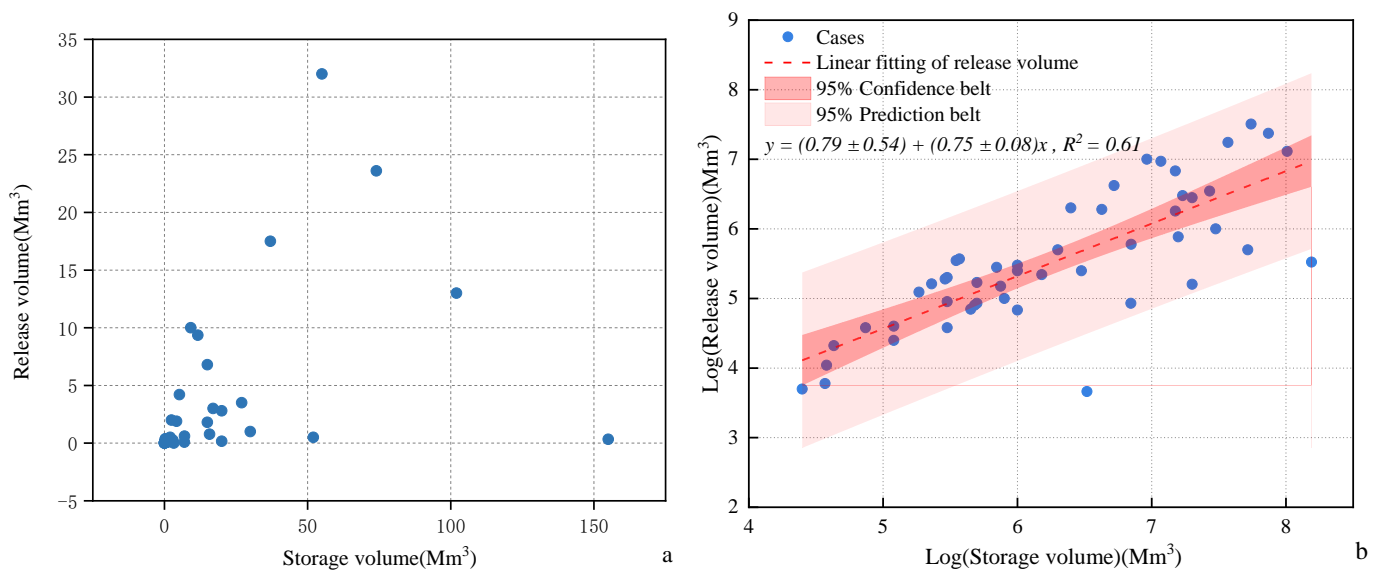 35
30
25
20
15
10
5
0
−5
0
50
100
150
Release volume(Mm³)
Storage volume(Mm³)
a
9
8
7
6
5
4
3
2
4
5
6
7
8
Log(Release volume)(Mm³)
Log(Storage volume)(Mm³)
Cases
Linear fitting of release volume
95% Confidence belt
95% Prediction belt
y = (0.79 ± 0.54) + (0.75 ± 0.08)x , R² = 0.61
b